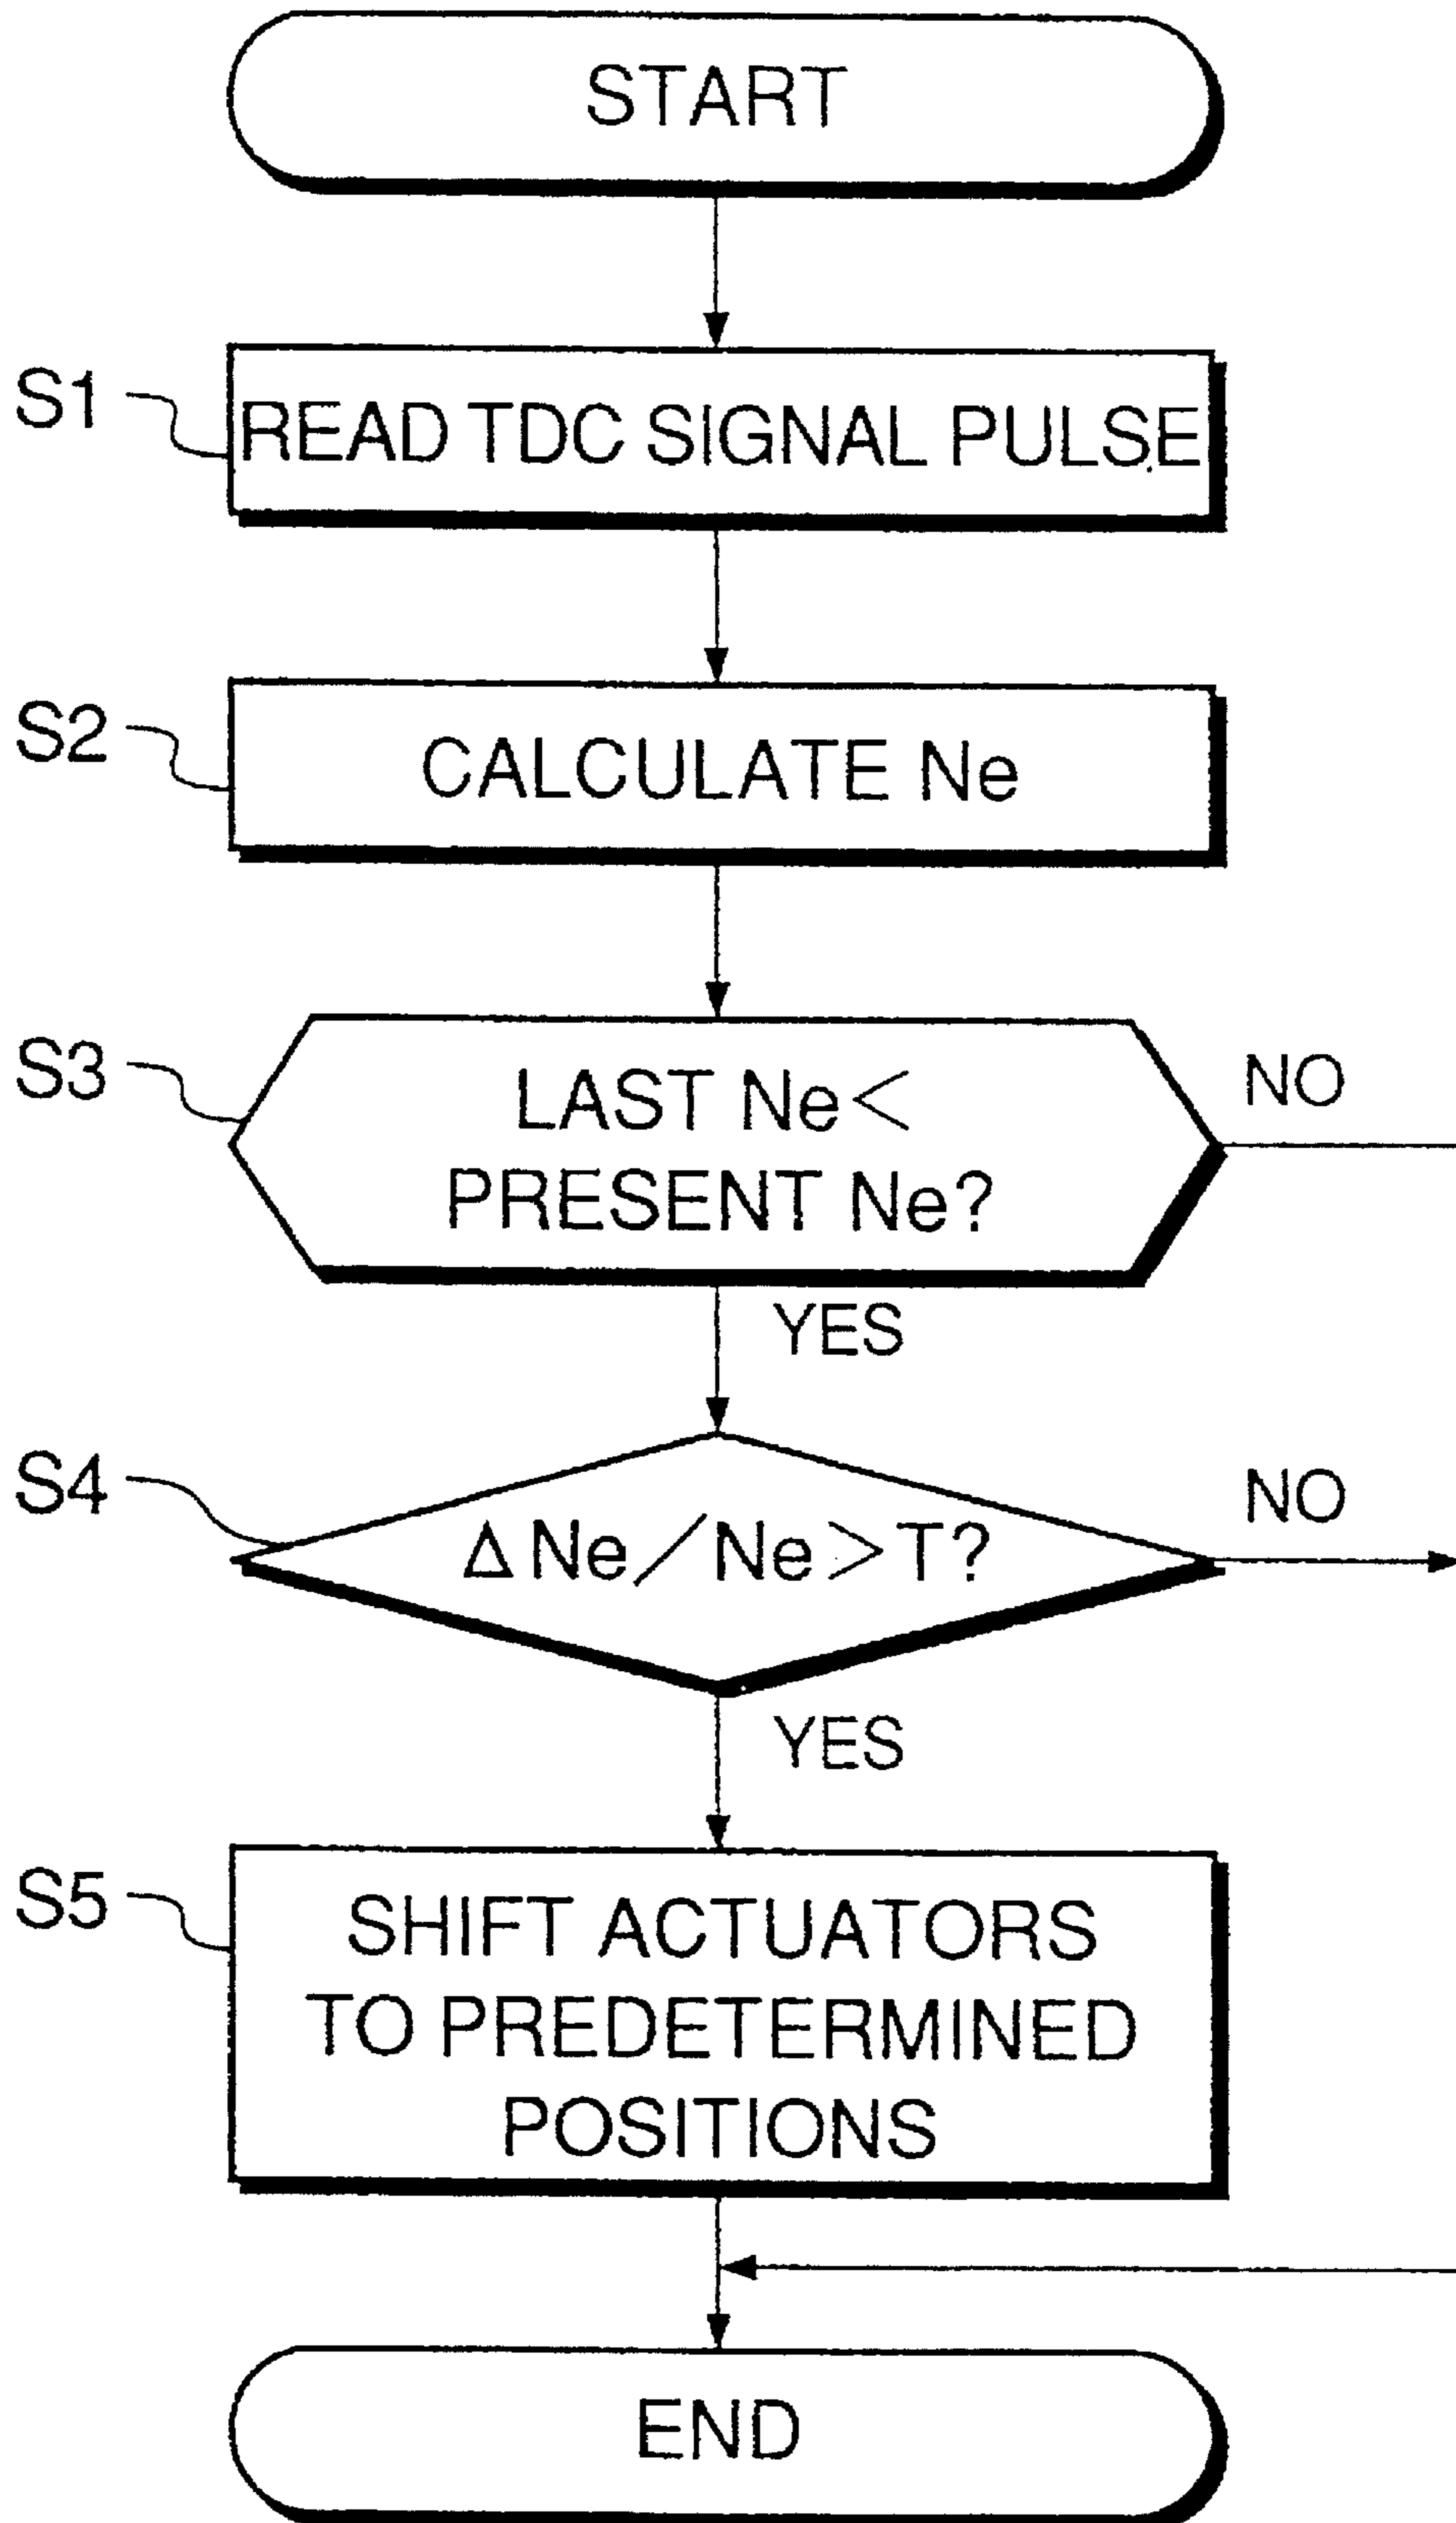 START
S1
READ TDC SIGNAL PULSE
S2
CALCULATE Ne
S3
LAST Ne<
PRESENT Ne?
NO
YES
S4
ΔNe/Ne>T?
NO
YES
S5
SHIFT ACTUATORS
TO PREDETERMINED
POSITIONS
END